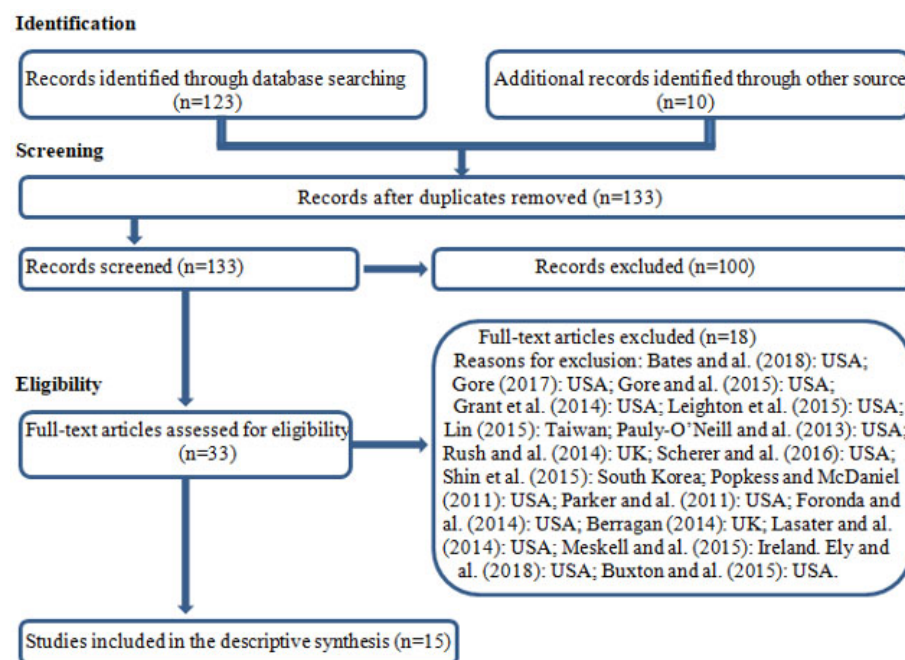 Identification
Records identified through database searching
(n=123)
Additional records identified through other source
(n=10)
Screening
Records after duplicates removed (n=133)
Records screened (n=133)
Records excluded (n=100)
Full-text articles excluded (n=18)
Reasons for exclusion: Bates and al. (2018): USA;
Gore (2017): USA; Gore and al. (2015): USA;
Grant et al. (2014): USA; Leighton et al. (2015): USA;
Lin (2015): Taiwan; Pauly-O’Neill and al. (2013): USA;
Rush and al. (2014): UK; Scherer and al. (2016): USA;
Shin et al. (2015): South Korea; Popkess and McDaniel
(2011): USA; Parker and al. (2011): USA; Foronda and
al. (2014): USA; Berragan (2014): UK; Lasater and al.
(2014): USA; Meskell and al. (2015): Ireland. Ely and
al. (2018): USA; Buxton and al. (2015): USA.
Eligibility
Full-text articles assessed for eligibility
(n=33)
Studies included in the descriptive synthesis (n=15)